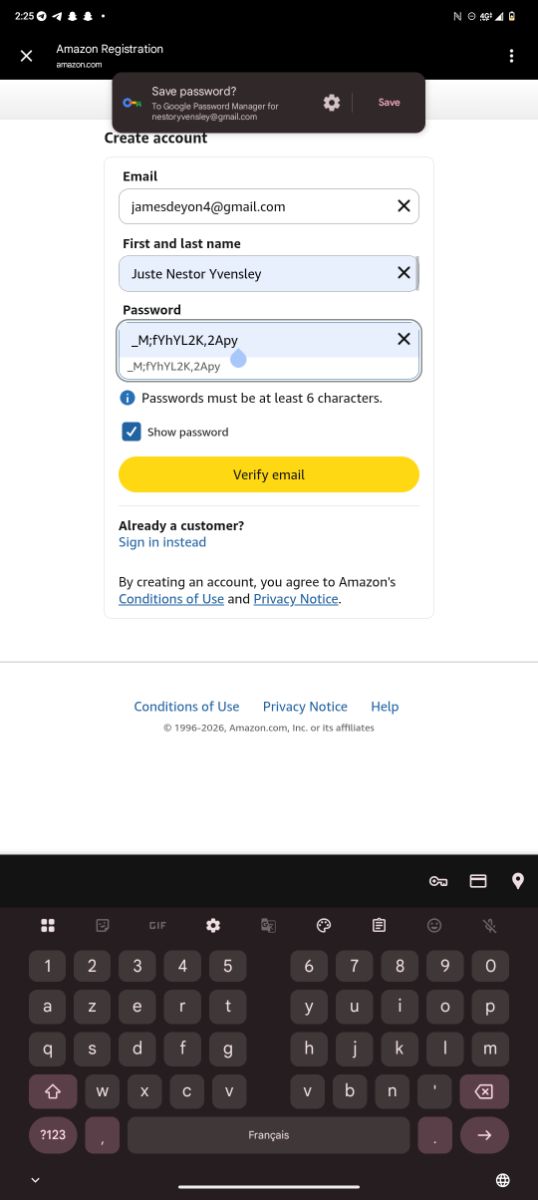 2:25
4G
Amazon Registration
amazon.com
Save password?
To Google Password Manager for
nestoryvensley@gmail.com
Save
Create account
Email
jamesdeyon4@gmail.com
First and last name
Juste Nestor Yvensley
Password
_M;fYhYL2K,2Apy
_M;fYhYL2K,2Apy
Passwords must be at least 6 characters.
Show password
Verify email
Already a customer?
Sign in instead
By creating an account, you agree to Amazon's
Conditions of Use and Privacy Notice.
Conditions of Use Privacy Notice Help
© 1996-2026, Amazon.com, Inc. or its affiliates
GIF
1 2 3 4 5 6 7 8 9 0
a z e r t y u i o p
q s d f g h j k l m
w x c v v b n '
?123 , Français .